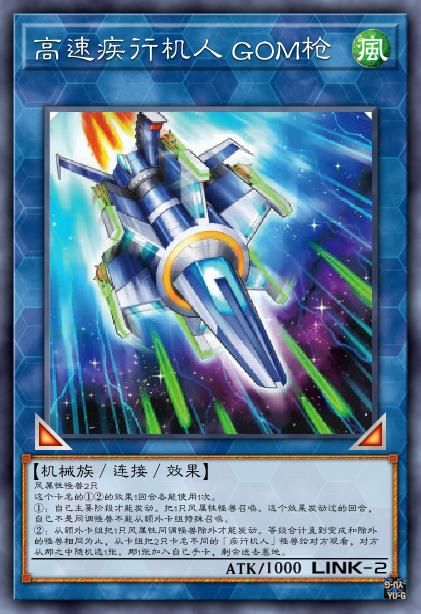 高速疾行机人 GOM枪
風
【机械族/连接/效果】
风属性怪兽2只
这个卡名的①②的效果1回合各能使用1次。
①:自己主要阶段才能发动。把1只风属性怪兽召唤。这个效果发动过的回合,
自己不是同调怪兽不能从额外卡组特殊召唤。
②:从额外卡组把1只风属性同调怪兽除外才能发动。等级合计直到变成和除外
的怪兽相同为止,从卡组把2只卡名不同的「疾行机人」怪兽给对方观看,对方
从那之中随机选1张。那1张加入自己手卡,剩余送去墓地。
ATK/1000 LINK-2